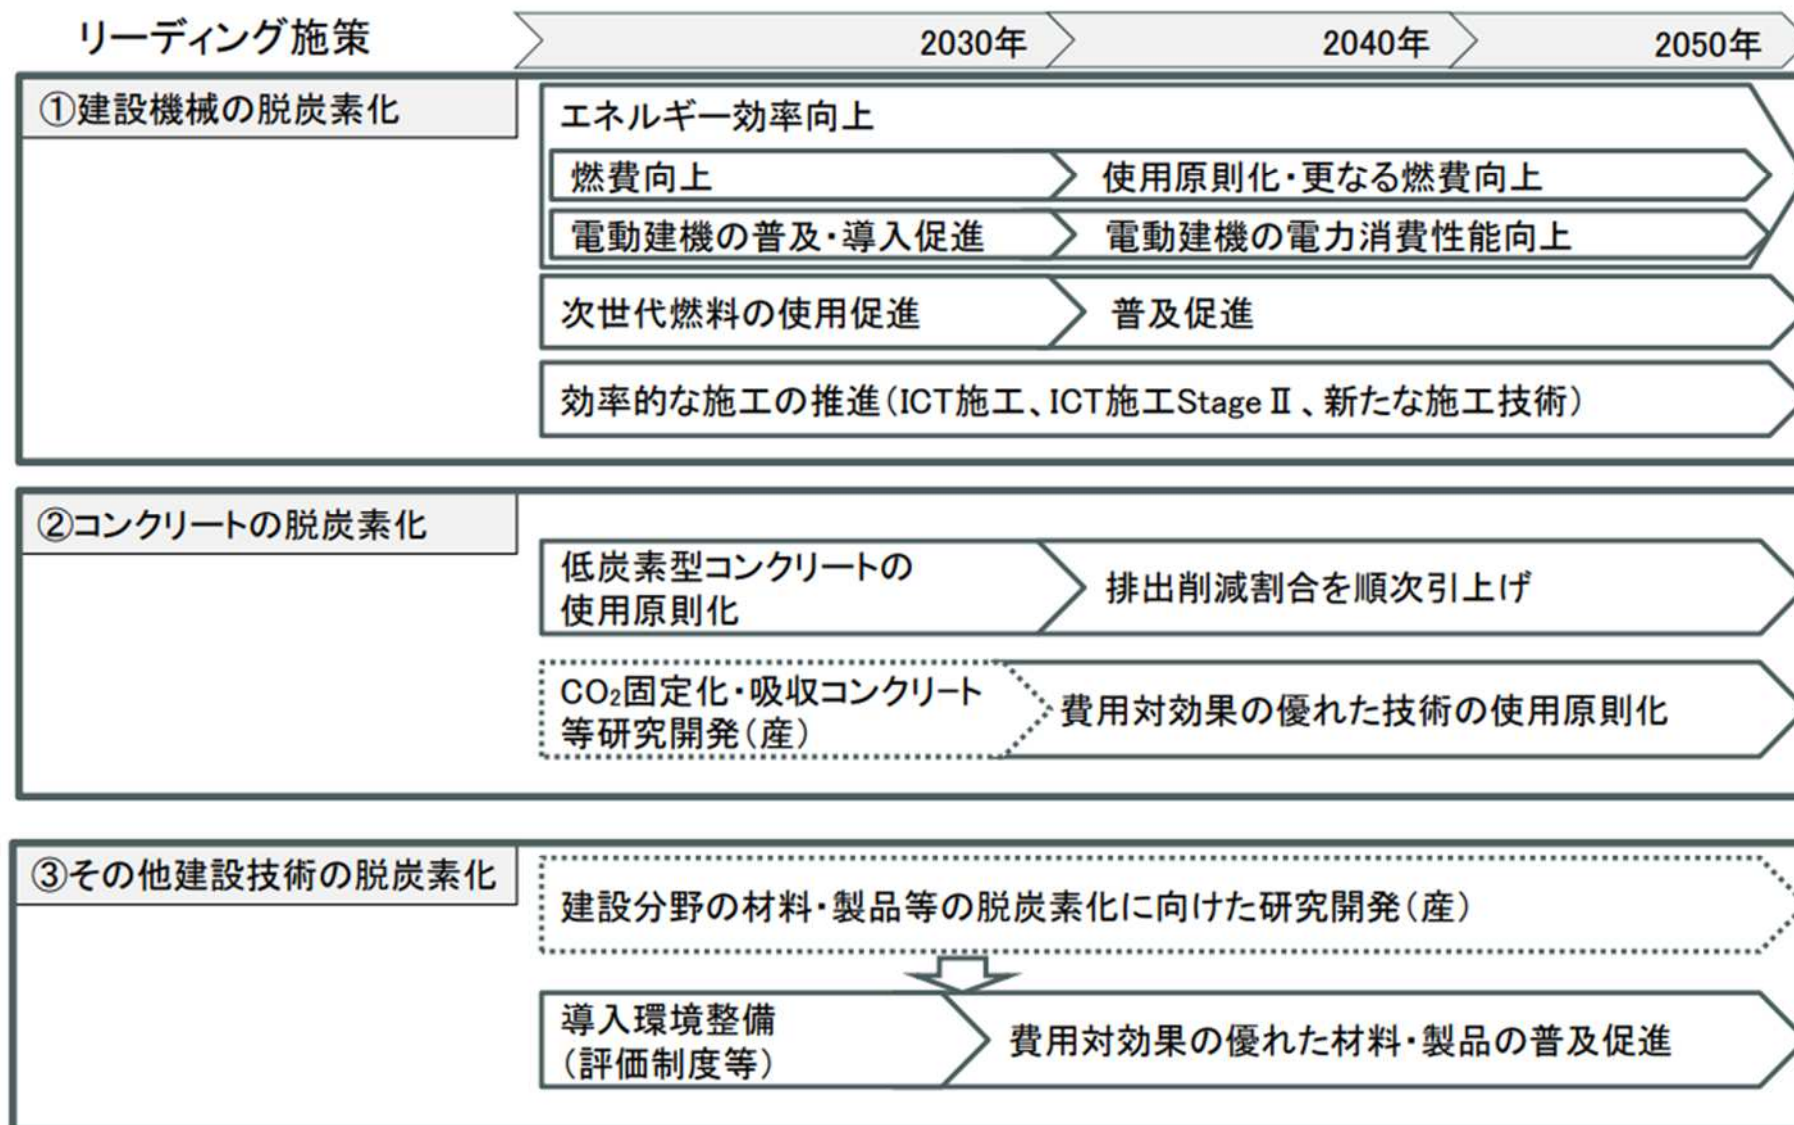 リーディング施策
2030年
2040年
2050年
①建設機械の脱炭素化
エネルギー効率向上
燃費向上
使用原則化・更なる燃費向上
電動建機の普及・導入促進
電動建機の電力消費性能向上
次世代燃料の使用促進
普及促進
効率的な施工の推進(ICT施工、ICT施工StageⅡ、新たな施工技術)
②コンクリートの脱炭素化
低炭素型コンクリートの
使用原則化
排出削減割合を順次引上げ
CO₂固定化・吸収コンクリート
等研究開発(産)
費用対効果の優れた技術の使用原則化
③その他建設技術の脱炭素化
建設分野の材料・製品等の脱炭素化に向けた研究開発(産)
導入環境整備
(評価制度等)
費用対効果の優れた材料・製品の普及促進